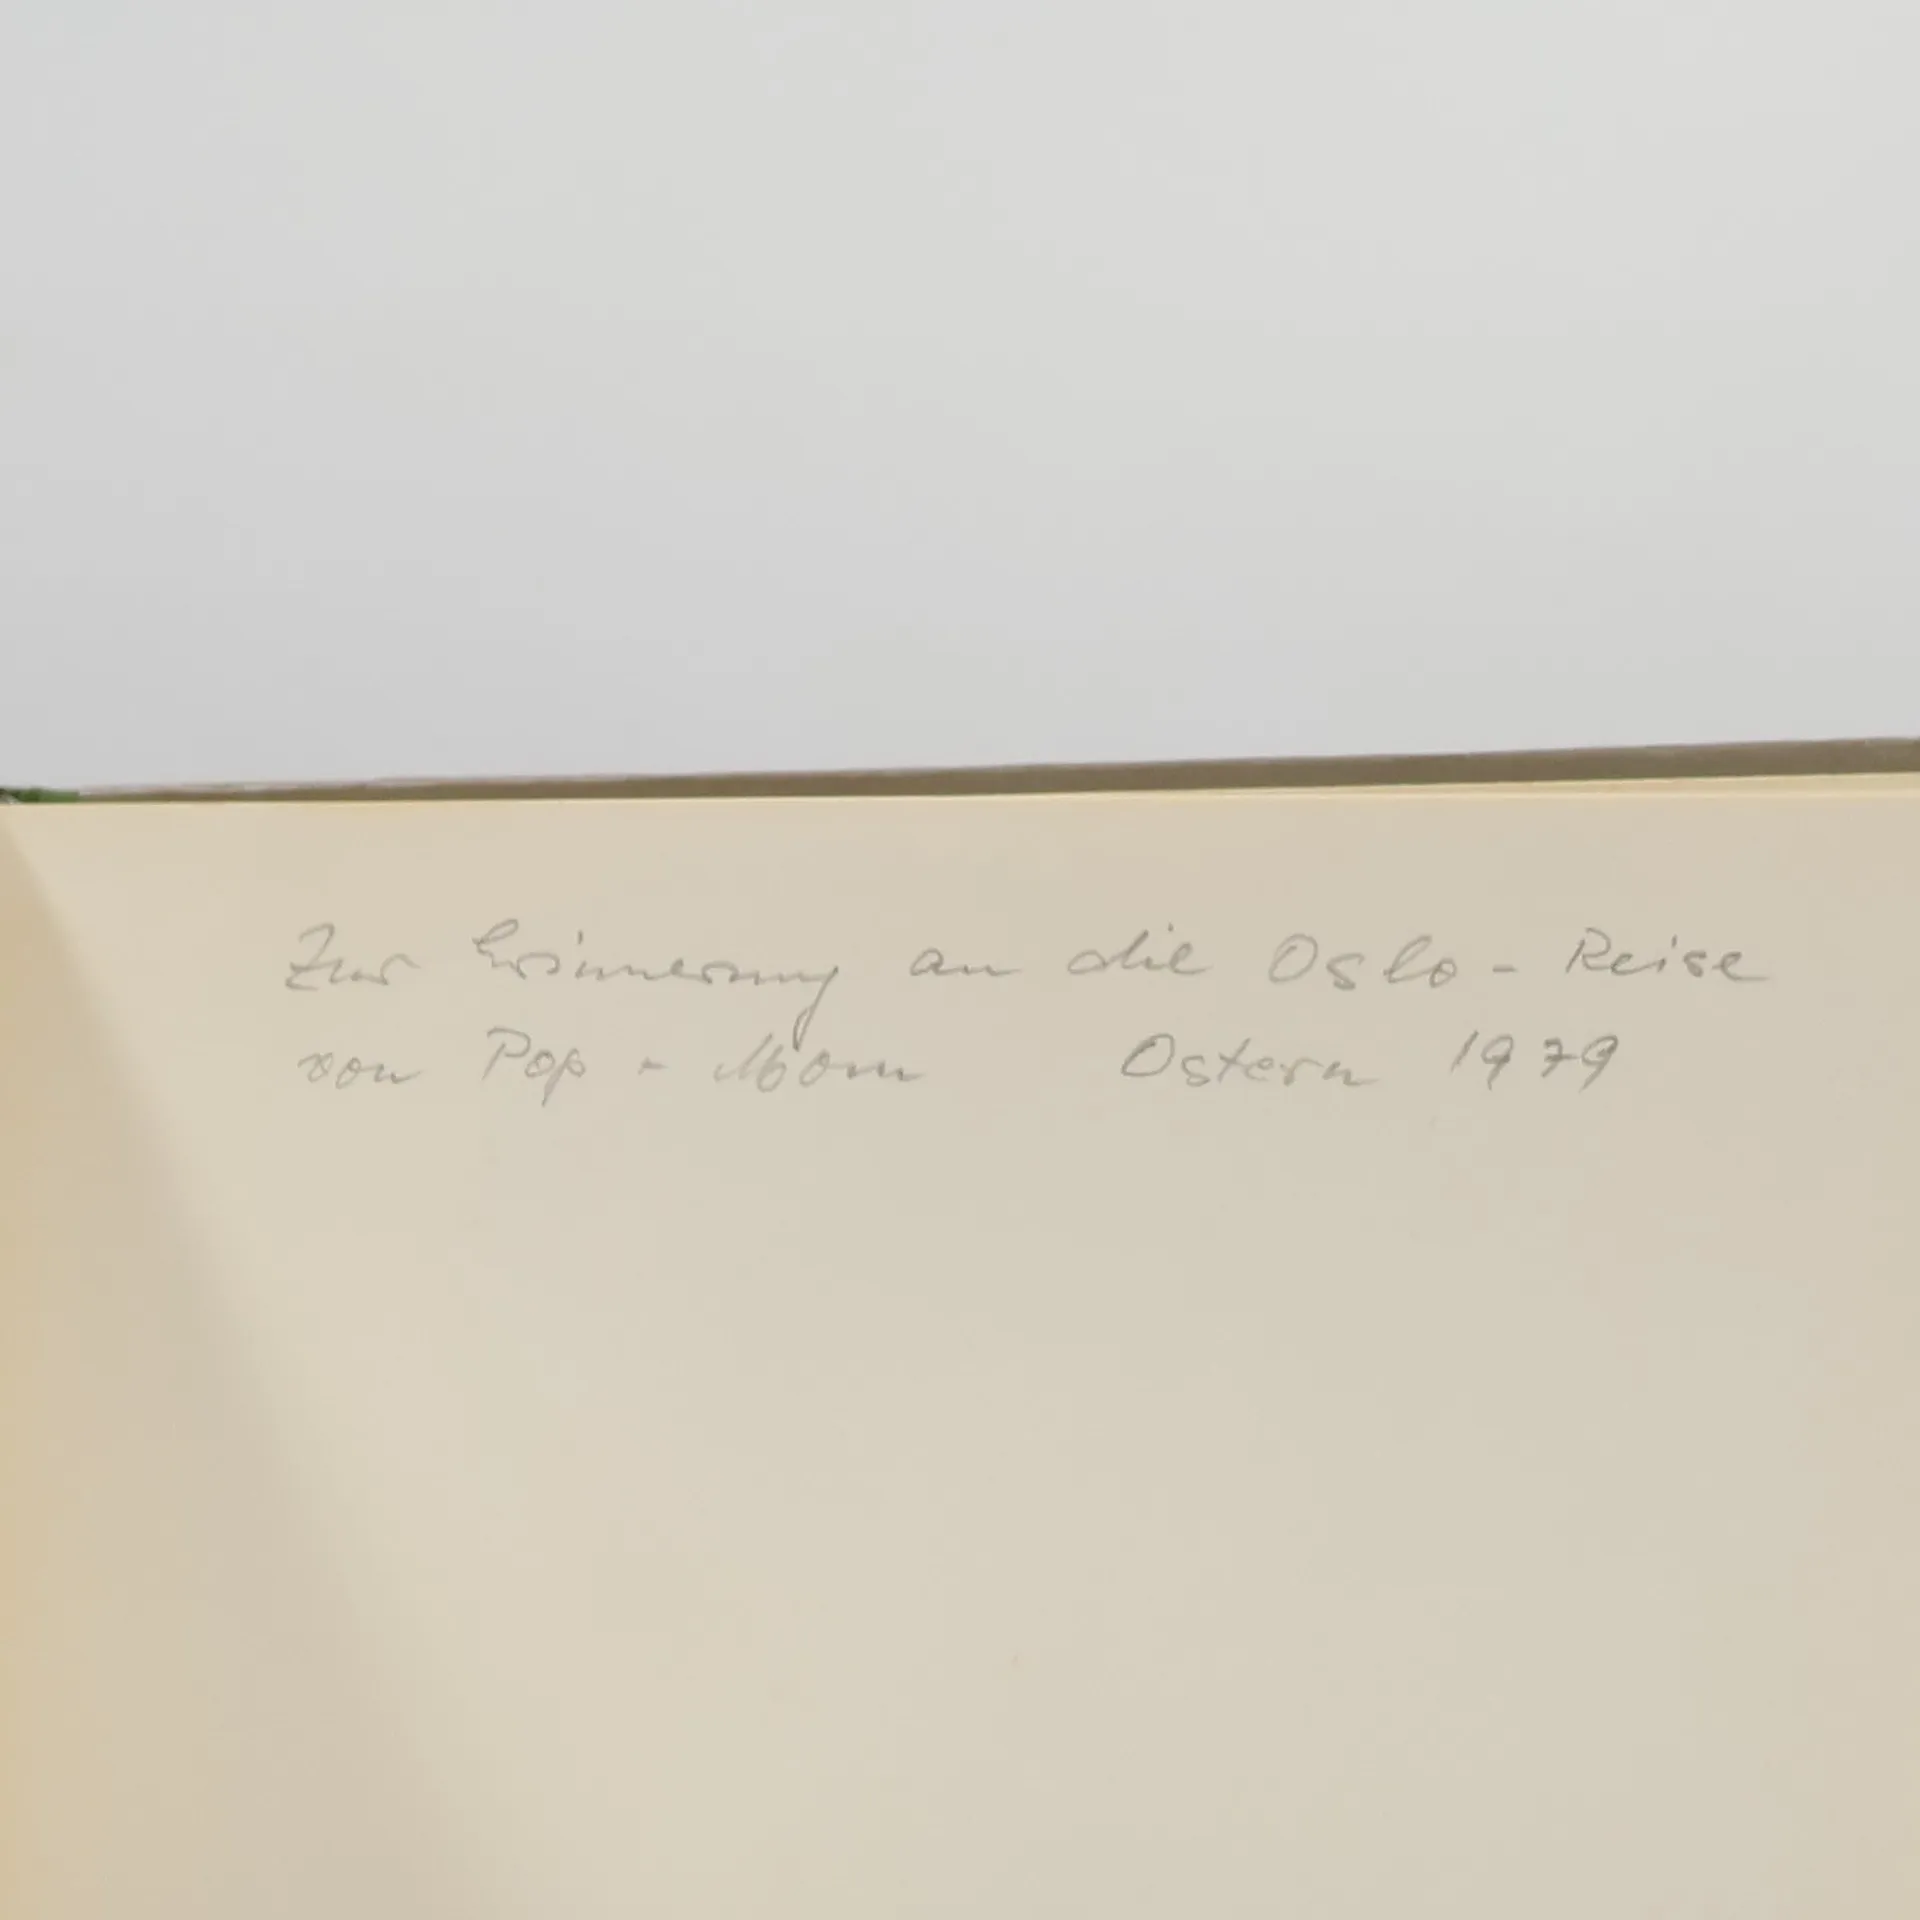 Zur Erinnerung an die Oslo-Reise
von Pop - Mom Ostern 1979